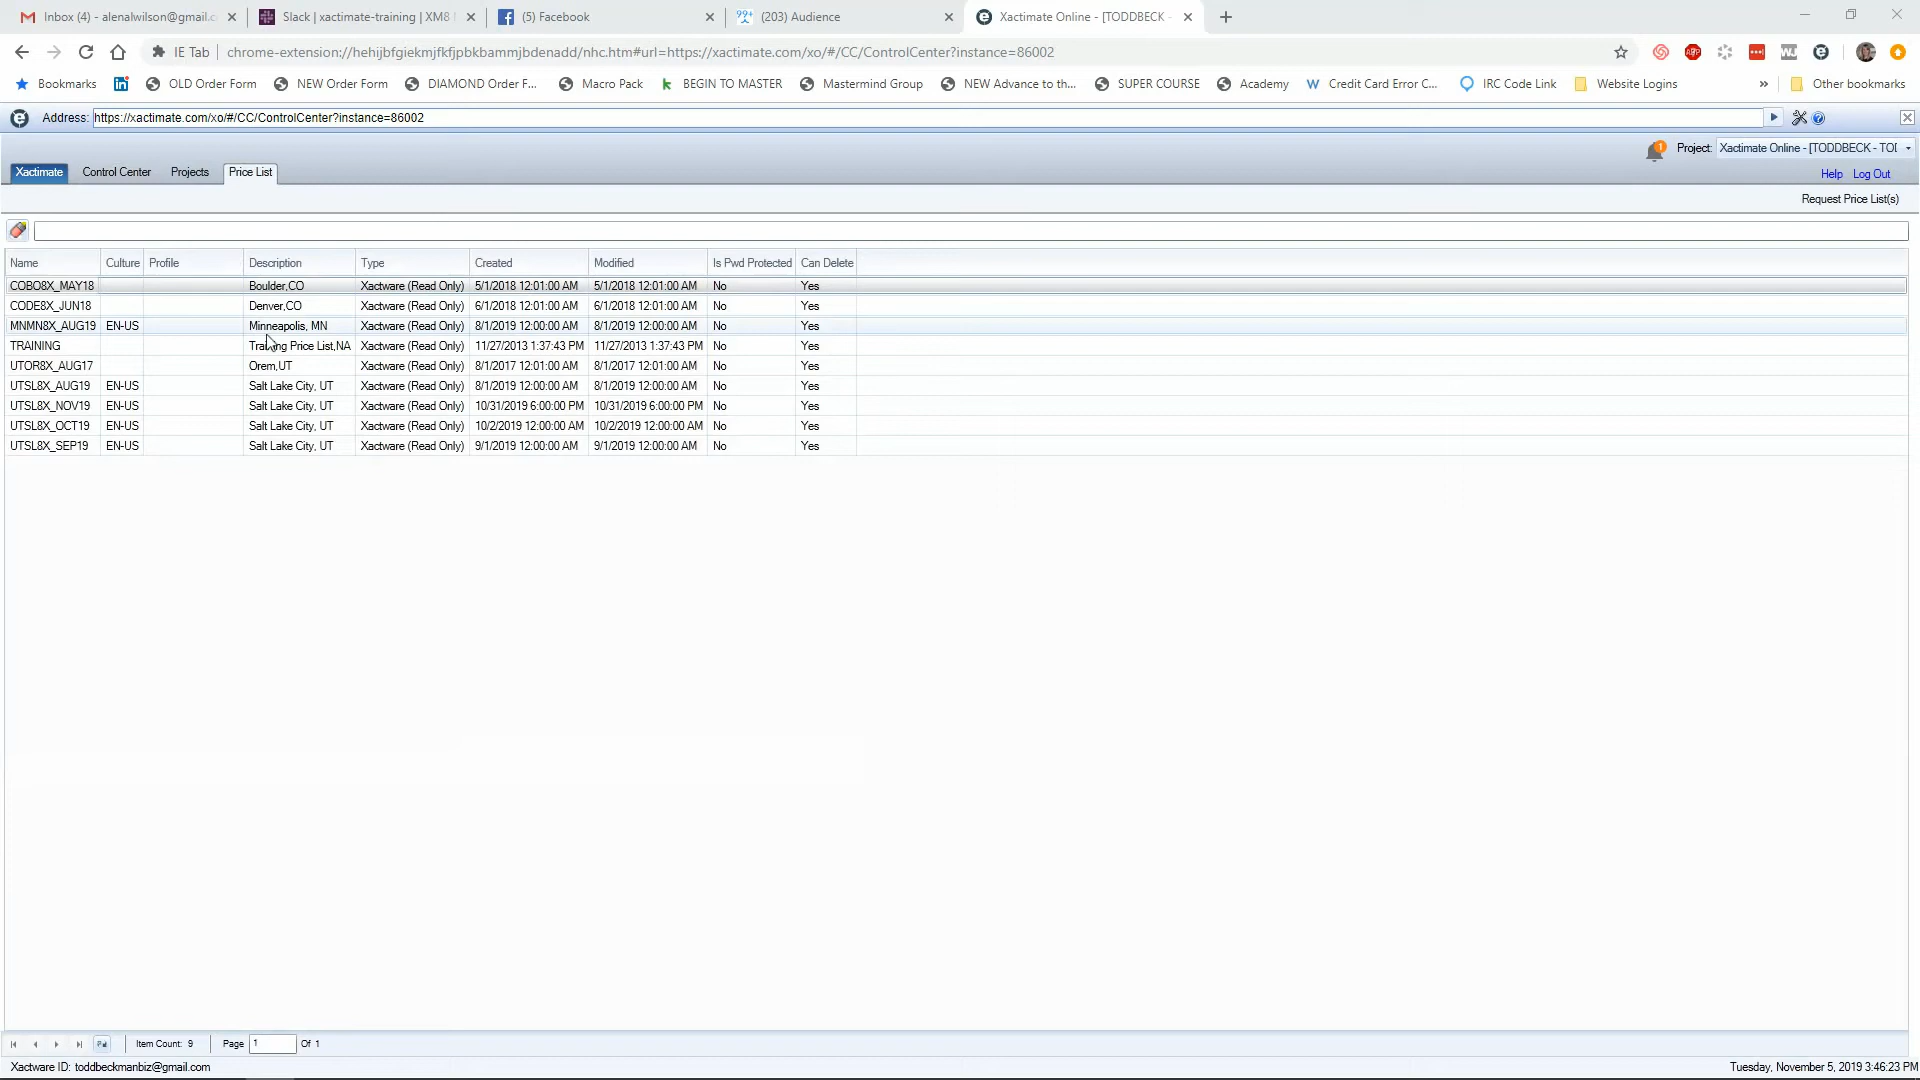 Inbox (4) - alenalwilson@gmail.c
Slack | xactimate-training | XM8
(5) Facebook
(203) Audience
Xactimate Online - [TODDBECK -
IE Tab
chrome-extension://hehijbfgiekmjfkfjpbkbammjbdenadd/nhc.htm#url=https://xactimate.com/xo/#/CC/ControlCenter?instance=86002
Bookmarks
OLD Order Form
NEW Order Form
DIAMOND Order F...
Macro Pack
BEGIN TO MASTER
Mastermind Group
NEW Advance to th...
SUPER COURSE
Academy
Credit Card Error C...
IRC Code Link
Website Logins
»
Other bookmarks
Address: https://xactimate.com/xo/#/CC/ControlCenter?instance=86002
1
Project: Xactimate Online - [TODDBECK - TO
Xactimate Control Center Projects Price List
Help Log Out
Request Price List(s)
Name Culture Profile Description Type Created Modified Is Pwd Protected Can Delete
COBO8X_MAY18 Boulder,CO Xactware (Read Only) 5/1/2018 12:01:00 AM 5/1/2018 12:01:00 AM No Yes
CODE8X_JUN18 Denver,CO Xactware (Read Only) 6/1/2018 12:01:00 AM 6/1/2018 12:01:00 AM No Yes
MNMN8X_AUG19 EN-US Minneapolis, MN Xactware (Read Only) 8/1/2019 12:00:00 AM 8/1/2019 12:00:00 AM No Yes
TRAINING Training Price List,NA Xactware (Read Only) 11/27/2013 1:37:43 PM 11/27/2013 1:37:43 PM No Yes
UTOR8X_AUG17 Orem,UT Xactware (Read Only) 8/1/2017 12:01:00 AM 8/1/2017 12:01:00 AM No Yes
UTSL8X_AUG19 EN-US Salt Lake City, UT Xactware (Read Only) 8/1/2019 12:00:00 AM 8/1/2019 12:00:00 AM No Yes
UTSL8X_NOV19 EN-US Salt Lake City, UT Xactware (Read Only) 10/31/2019 6:00:00 PM 10/31/2019 6:00:00 PM No Yes
UTSL8X_OCT19 EN-US Salt Lake City, UT Xactware (Read Only) 10/2/2019 12:00:00 AM 10/2/2019 12:00:00 AM No Yes
UTSL8X_SEP19 EN-US Salt Lake City, UT Xactware (Read Only) 9/1/2019 12:00:00 AM 9/1/2019 12:00:00 AM No Yes
Item Count: 9 Page 1 Of 1
Xactware ID: toddbeckmanbiz@gmail.com
Tuesday, November 5, 2019 3:46:23 PM